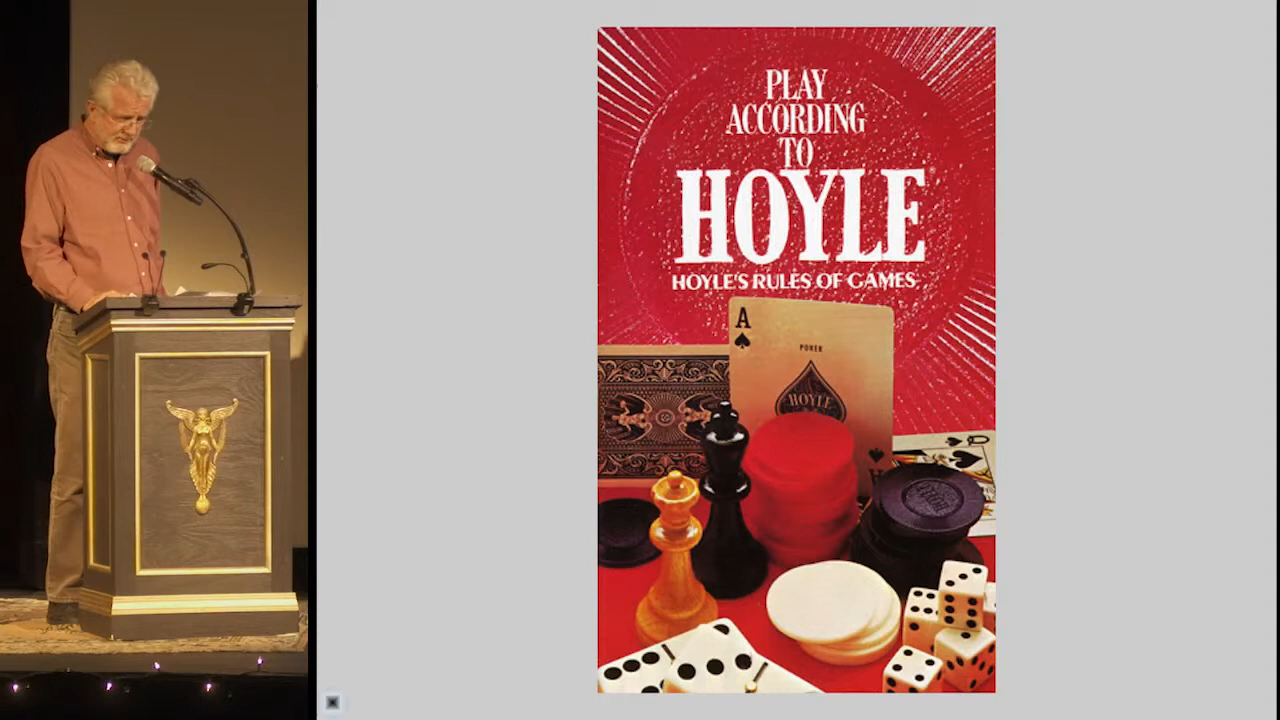 PLAY
ACCORDING
TO
HOYLE
HOYLE'S RULES OF GAMES
A
POKER
HOYLE
Q